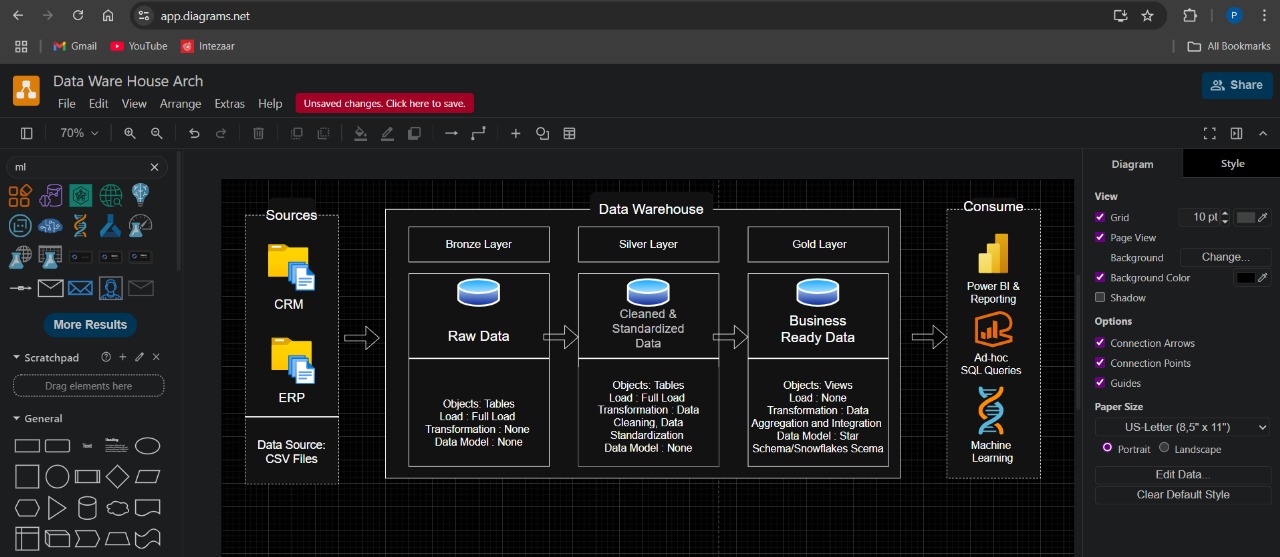 app.diagrams.net
Gmail
YouTube
Intezaar
All Bookmarks
P
Data Ware House Arch
File Edit View Arrange Extras Help
Unsaved changes. Click here to save.
Share
70%
ml
More Results
Scratchpad
Drag elements here
General
Text
Heading
Sources
CRM
ERP
Data Source:
CSV Files
Data Warehouse
Bronze Layer
Raw Data
Objects: Tables
Load : Full Load
Transformation : None
Data Model : None
Silver Layer
Cleaned &
Standardized
Data
Objects: Tables
Load : Full Load
Transformation : Data
Cleaning, Data
Standardization
Data Model : None
Gold Layer
Business
Ready Data
Objects: Views
Load : None
Transformation : Data
Aggregation and Integration
Data Model : Star
Schema/Snowflakes Scema
Consume
Power BI &
Reporting
Ad-hoc
SQL Queries
Machine
Learning
Diagram
Style
View
Grid
10 pt
Page View
Background
Change...
Background Color
Shadow
Options
Connection Arrows
Connection Points
Guides
Paper Size
US-Letter (8,5" x 11")
Portrait
Landscape
Edit Data...
Clear Default Style